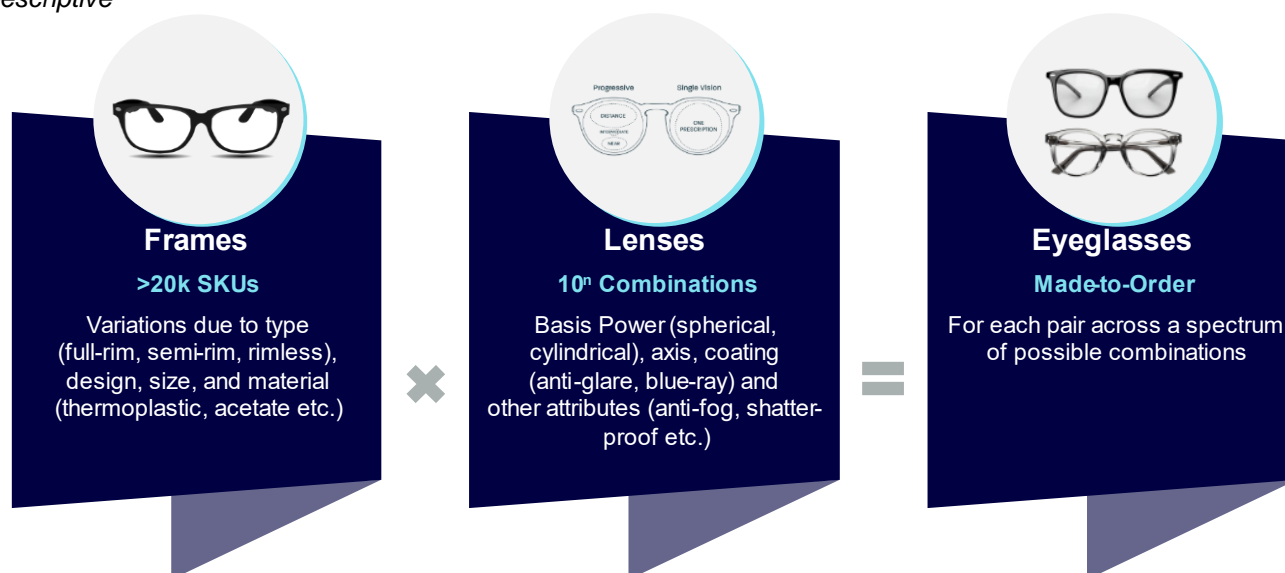 escriptive
Progressive Single Vision
DISTANCE
INTERMEDIATE
NEAR
ONE
PRESCRIPTION
Frames
>20k SKUs
Variations due to type
(full-rim, semi-rim, rimless),
design, size, and material
(thermoplastic, acetate etc.)
Lenses
10ⁿ Combinations
Basis Power (spherical,
cylindrical), axis, coating
(anti-glare, blue-ray) and
other attributes (anti-fog, shatter-
proof etc.)
Eyeglasses
Made-to-Order
For each pair across a spectrum
of possible combinations